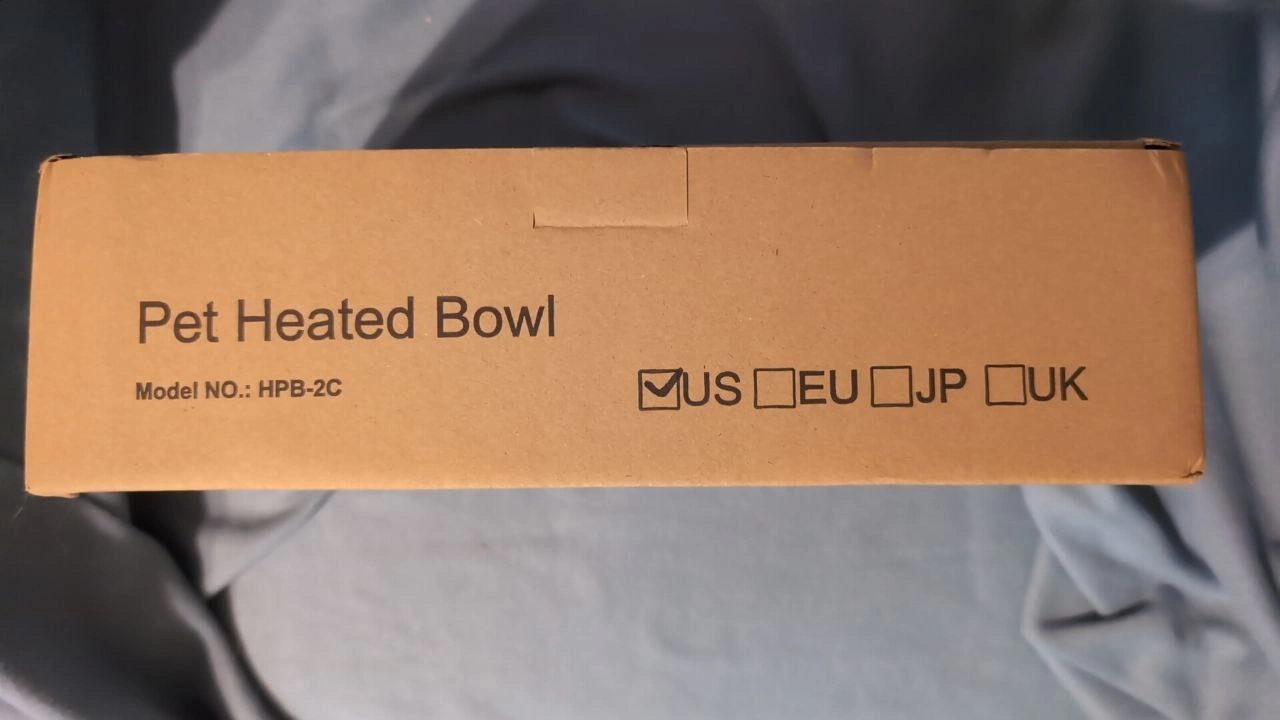 Pet Heated Bowl
Model NO.: HPB-2C
☑US ☐EU ☐JP ☐UK